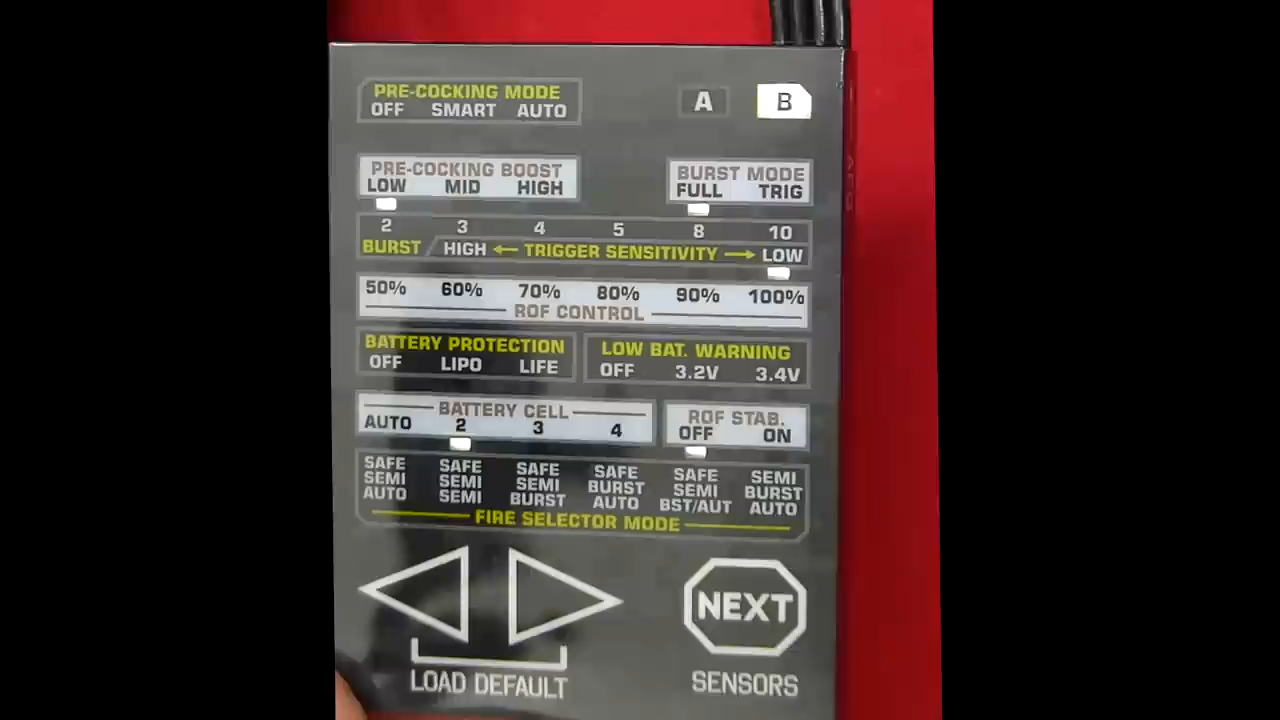 PRE-COCKING MODE
OFF SMART AUTO
A B
PRE-COCKING BOOST
LOW MID HIGH
BURST MODE
FULL TRIG
2 3 4 5 8 10
BURST / HIGH ← TRIGGER SENSITIVITY → LOW
50% 60% 70% 80% 90% 100%
ROF CONTROL
BATTERY PROTECTION
OFF LIPO LIFE
LOW BAT. WARNING
OFF 3.2V 3.4V
BATTERY CELL
AUTO 2 3 4
ROF STAB.
OFF ON
SAFE SAFE SAFE SAFE SAFE SEMI
SEMI SEMI SEMI BURST SEMI BURST
AUTO SEMI BURST AUTO BST/AUT AUTO
FIRE SELECTOR MODE
NEXT
LOAD DEFAULT
SENSORS